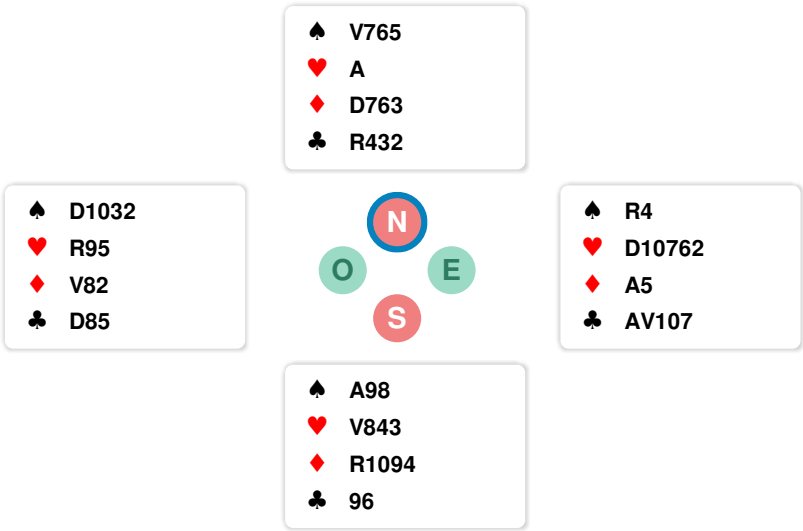 ♠ V765
♥ A
♦ D763
♣ R432
♠ D1032
♥ R95
♦ V82
♣ D85
N
O E
S
♠ R4
♥ D10762
♦ A5
♣ AV107
♠ A98
♥ V843
♦ R1094
♣ 96